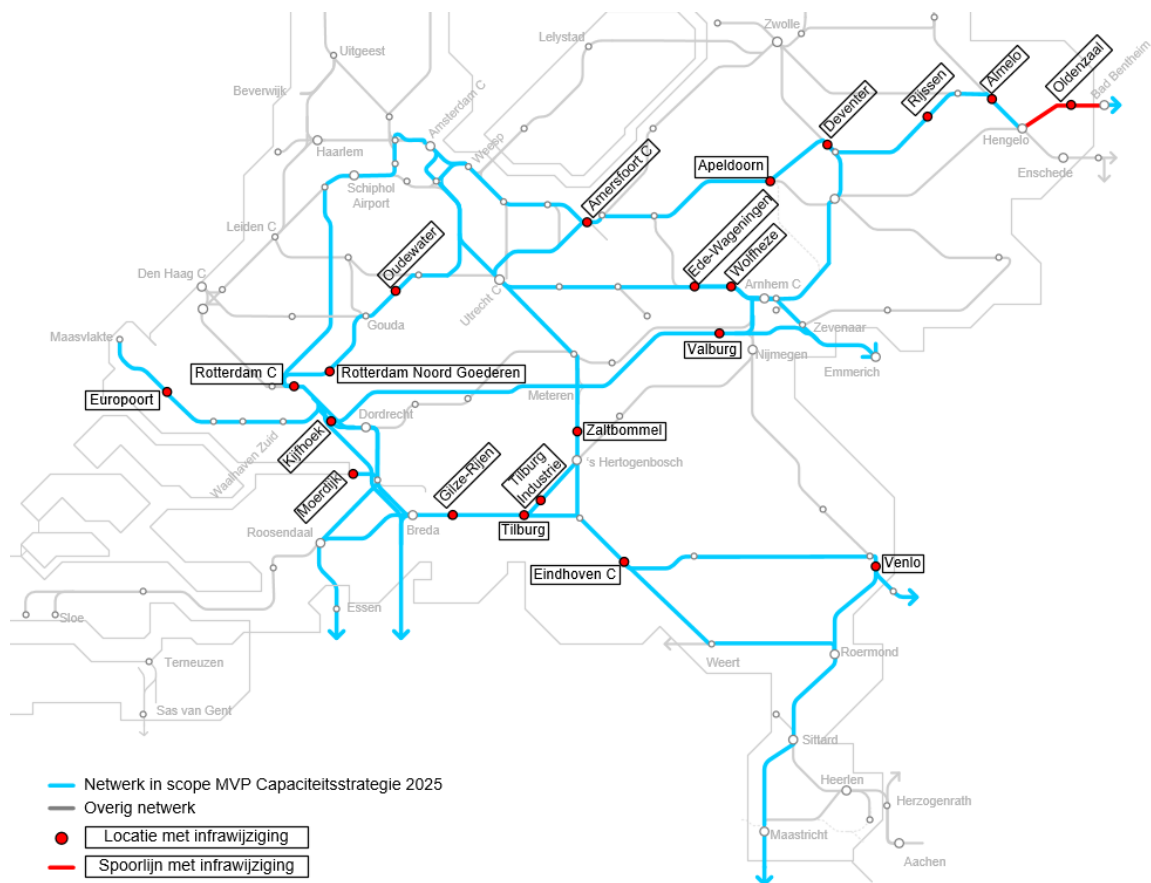 Zwolle
Lelystad
Uitgeest
Beverwijk
Amsterdam C
Haarlem
Weesp
Schiphol
Airport
Leiden C
Den Haag C
Gouda
Maasvlakte
Oudewater
Utrecht C
Amersfoort C
Apeldoorn
Deventer
Rijssen
Almelo
Oldenzaal
Bad Bentheim
Hengelo
Enschede
Ede-Wageningen
Wolfheze
Arnhem C
Zevenaar
Emmerich
Valburg
Nijmegen
Rotterdam C
Rotterdam Noord Goederen
Europoort
Meteren
Dordrecht
Kijfhoek
Waalhaven Zuid
Zaltbommel
's Hertogenbosch
Moerdijk
Gilze-Rijen
Tilburg
Industrie
Tilburg
Breda
Roosendaal
Eindhoven C
Venlo
Essen
Sloe
Terneuzen
Sas van Gent
Weert
Roermond
Sittard
Heerlen
Herzogenrath
Maastricht
Aachen
Netwerk in scope MVP Capaciteitsstrategie 2025
Overig netwerk
Locatie met infrawijziging
Spoorlijn met infrawijziging